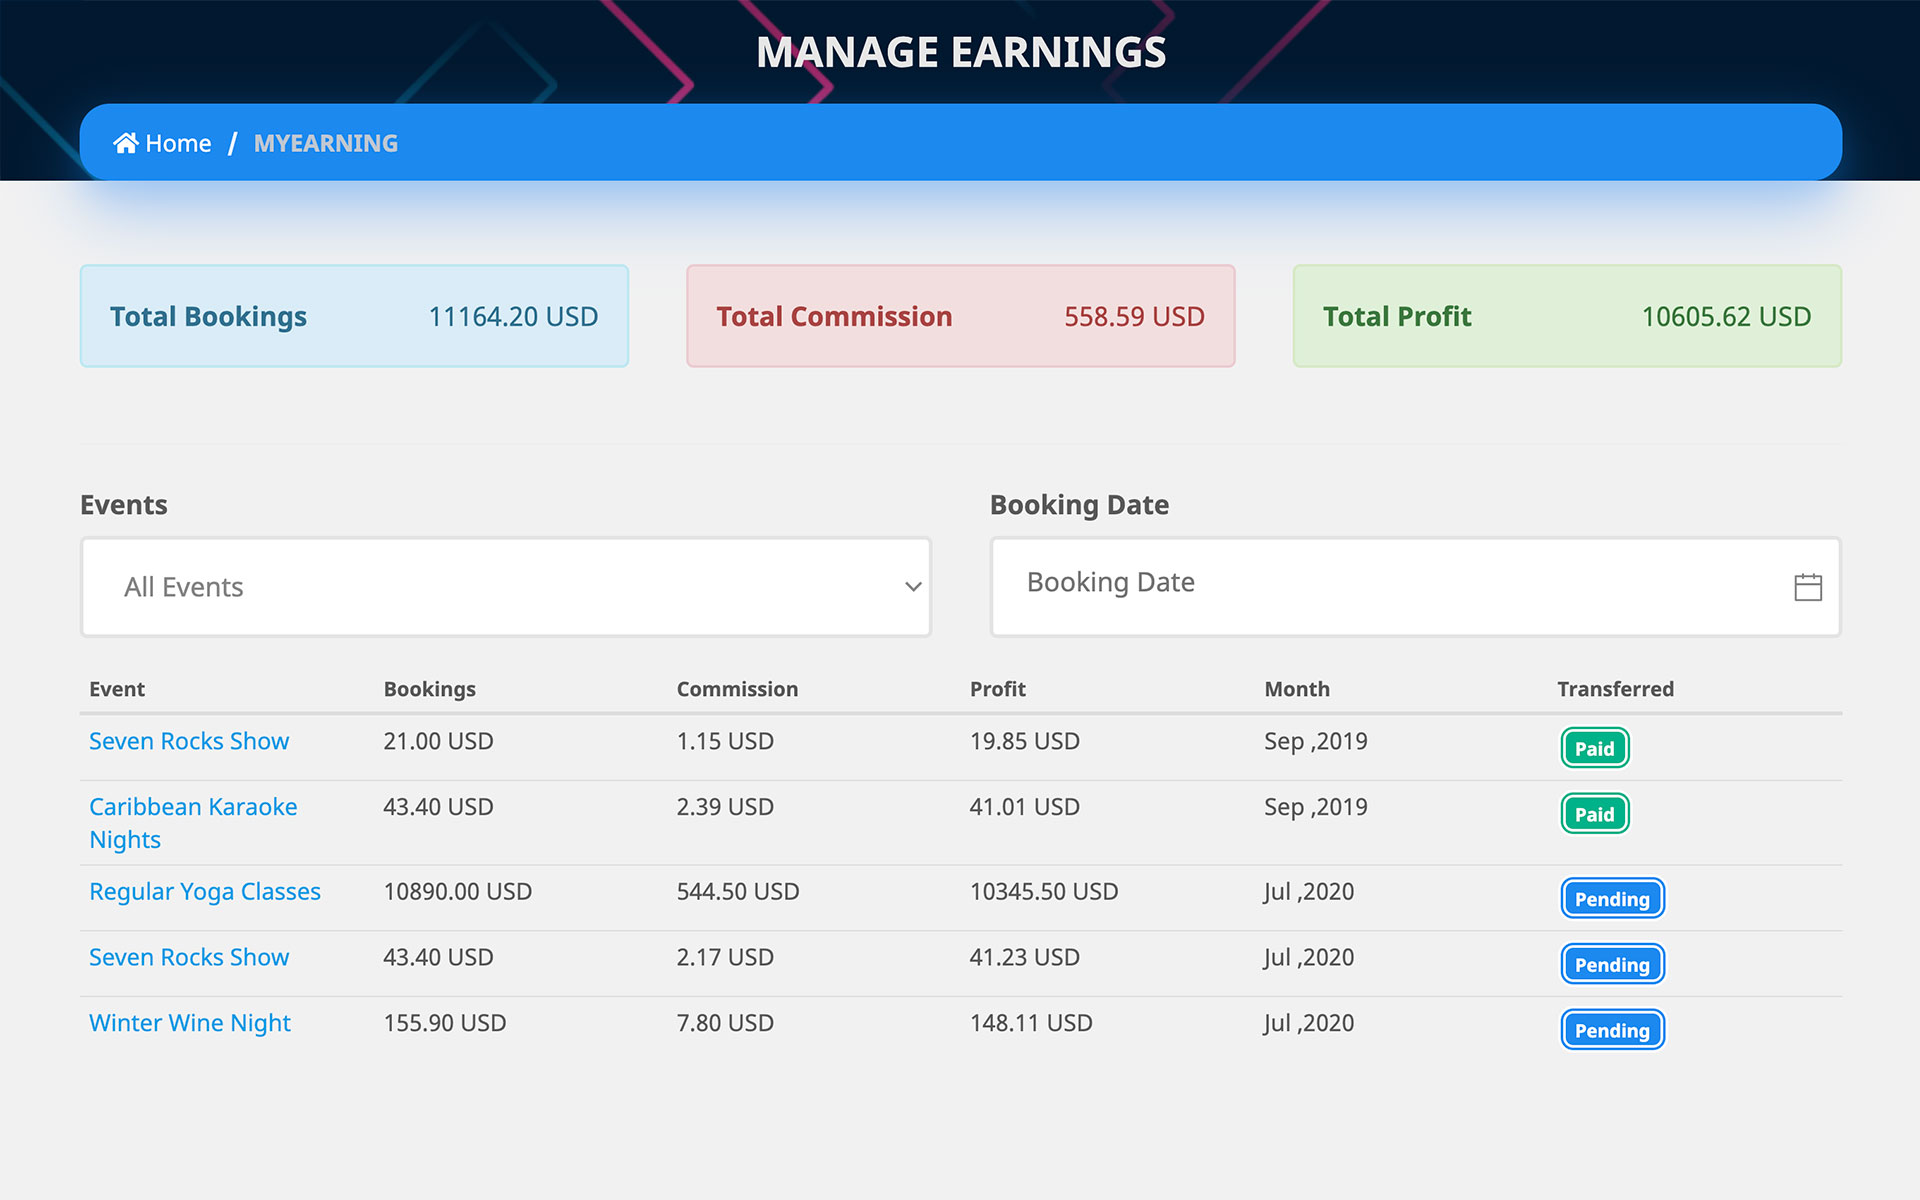 MANAGE EARNINGS
Home / MYEARNING
Total Bookings 11164.20 USD
Total Commission 558.59 USD
Total Profit 10605.62 USD
Events
Booking Date
All Events
Booking Date
Event Bookings Commission Profit Month Transferred
Seven Rocks Show 21.00 USD 1.15 USD 19.85 USD Sep ,2019 Paid
Caribbean Karaoke 43.40 USD 2.39 USD 41.01 USD Sep ,2019 Paid
Nights
Regular Yoga Classes 10890.00 USD 544.50 USD 10345.50 USD Jul ,2020 Pending
Seven Rocks Show 43.40 USD 2.17 USD 41.23 USD Jul ,2020 Pending
Winter Wine Night 155.90 USD 7.80 USD 148.11 USD Jul ,2020 Pending